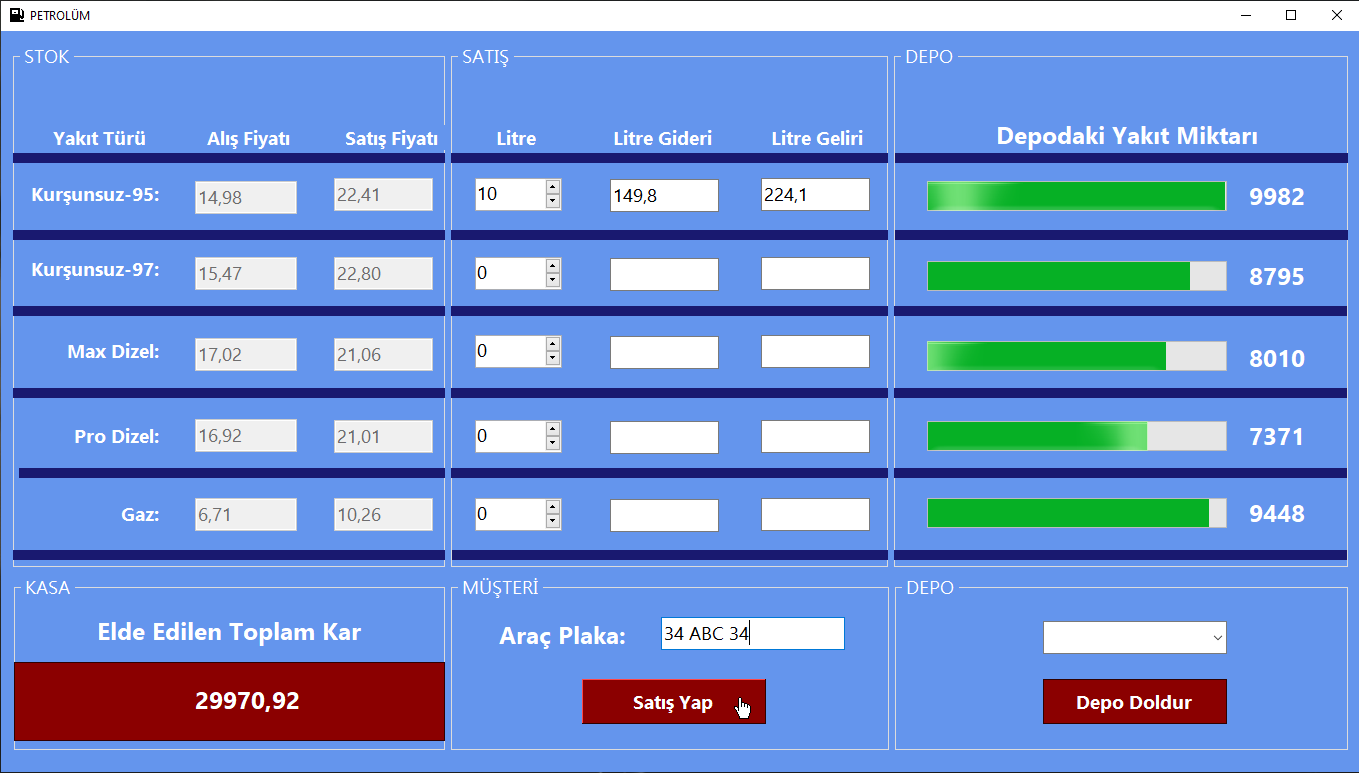 PETROLÜM
STOK
SATIŞ
DEPO
Yakıt Türü Alış Fiyatı Satış Fiyatı Litre Litre Gideri Litre Geliri Depodaki Yakıt Miktarı
Kurşunsuz-95: 14,98 22,41 10 149,8 224,1 9982
Kurşunsuz-97: 15,47 22,80 0 8795
Max Dizel: 17,02 21,06 0 8010
Pro Dizel: 16,92 21,01 0 7371
Gaz: 6,71 10,26 0 9448
KASA
Elde Edilen Toplam Kar
29970,92
MÜŞTERİ
Araç Plaka: 34 ABC 34
Satış Yap
DEPO
Depo Doldur